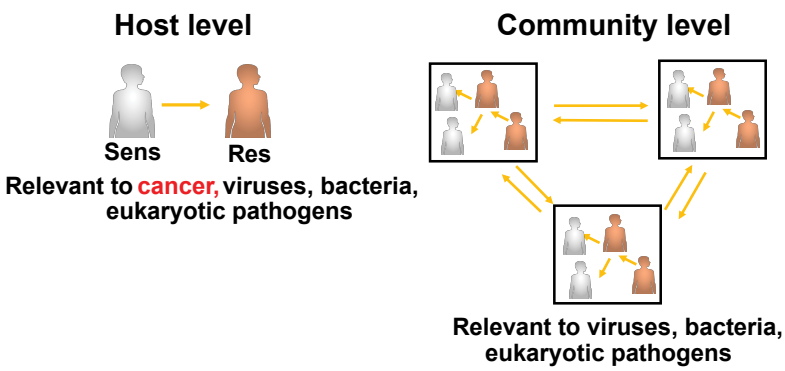 Host level
Sens
Res
Relevant to cancer, viruses, bacteria,
eukaryotic pathogens
Community level
Relevant to viruses, bacteria,
eukaryotic pathogens